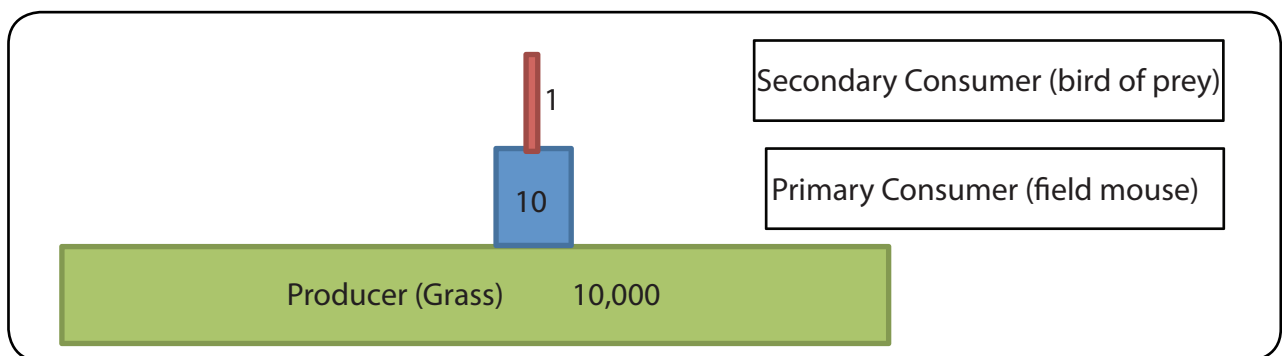 Secondary Consumer (bird of prey)
1
Primary Consumer (field mouse)
10
Producer (Grass) 10,000